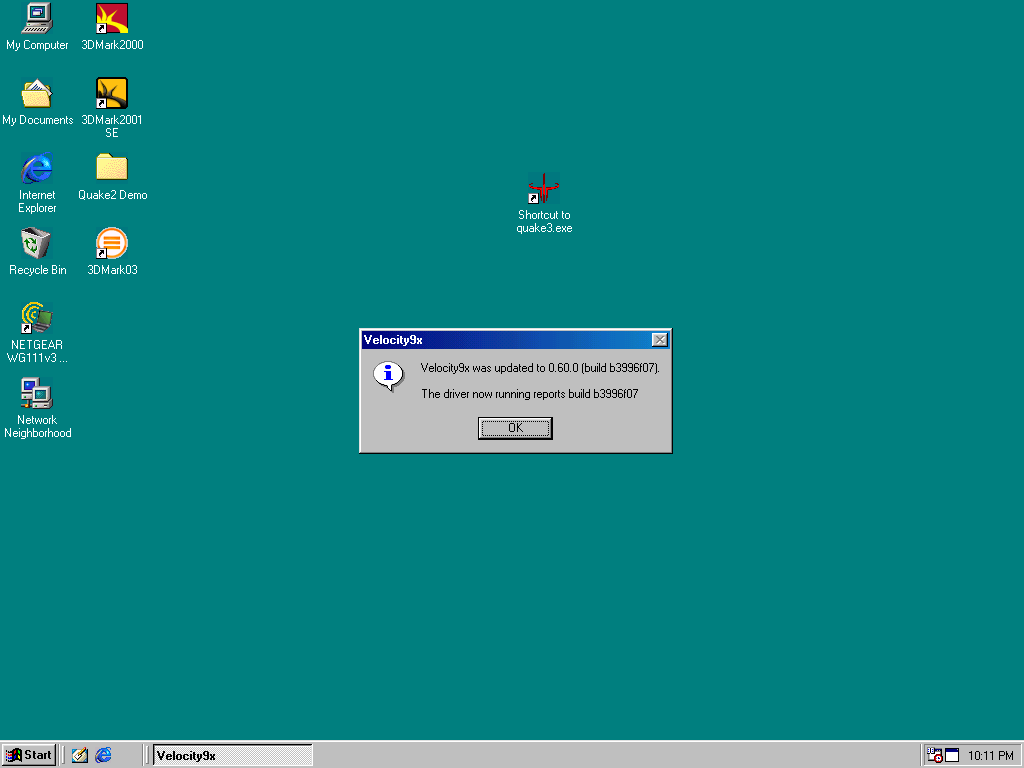 My Computer
3DMark2000
My Documents
3DMark2001
SE
Internet
Explorer
Quake2 Demo
Recycle Bin
3DMark03
NETGEAR
WG111v3 ...
Network
Neighborhood
Shortcut to
quake3.exe
Velocity9x
Velocity9x was updated to 0.60.0 (build b3996f07).
The driver now running reports build b3996f07
OK
Start
Velocity9x
10:11 PM